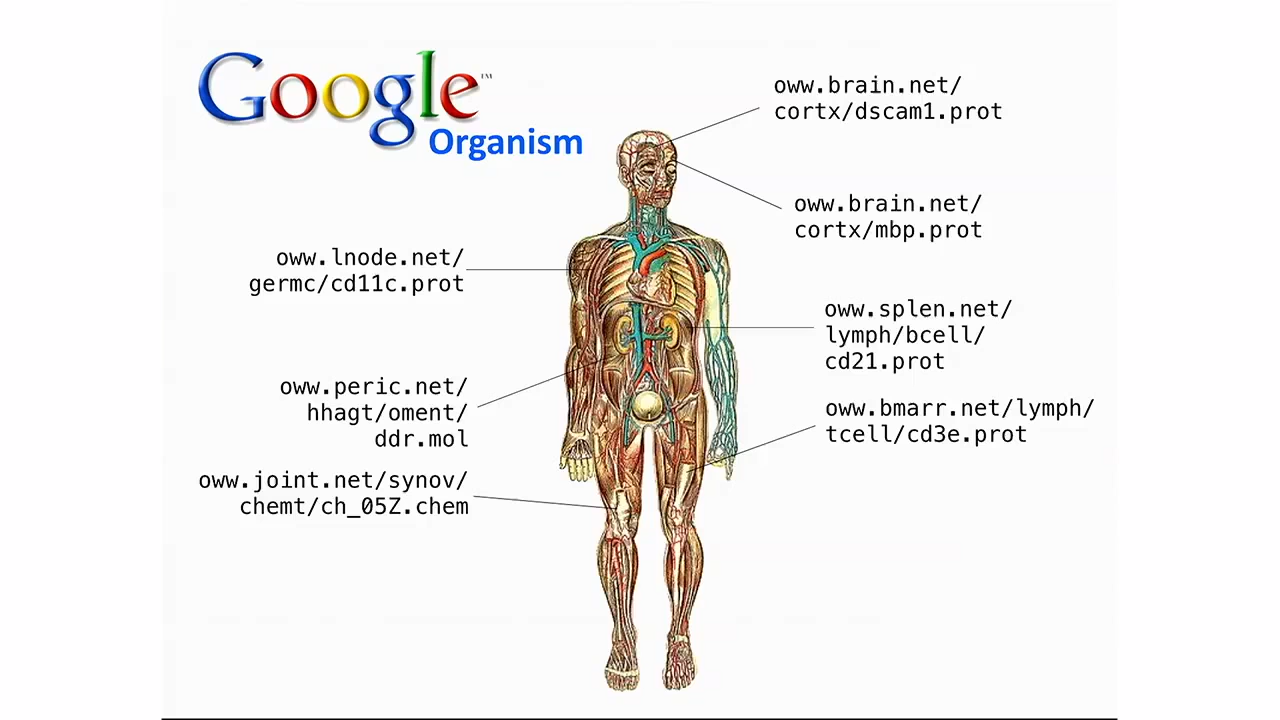 Google™
Organism
oww.brain.net/
cortx/dscam1.prot
oww.brain.net/
cortx/mbp.prot
oww.lnode.net/
germc/cd11c.prot
oww.splen.net/
lymph/bcell/
cd21.prot
oww.peric.net/
hhagt/oment/
ddr.mol
oww.bmarr.net/lymph/
tcell/cd3e.prot
oww.joint.net/synov/
chemt/ch_05Z.chem